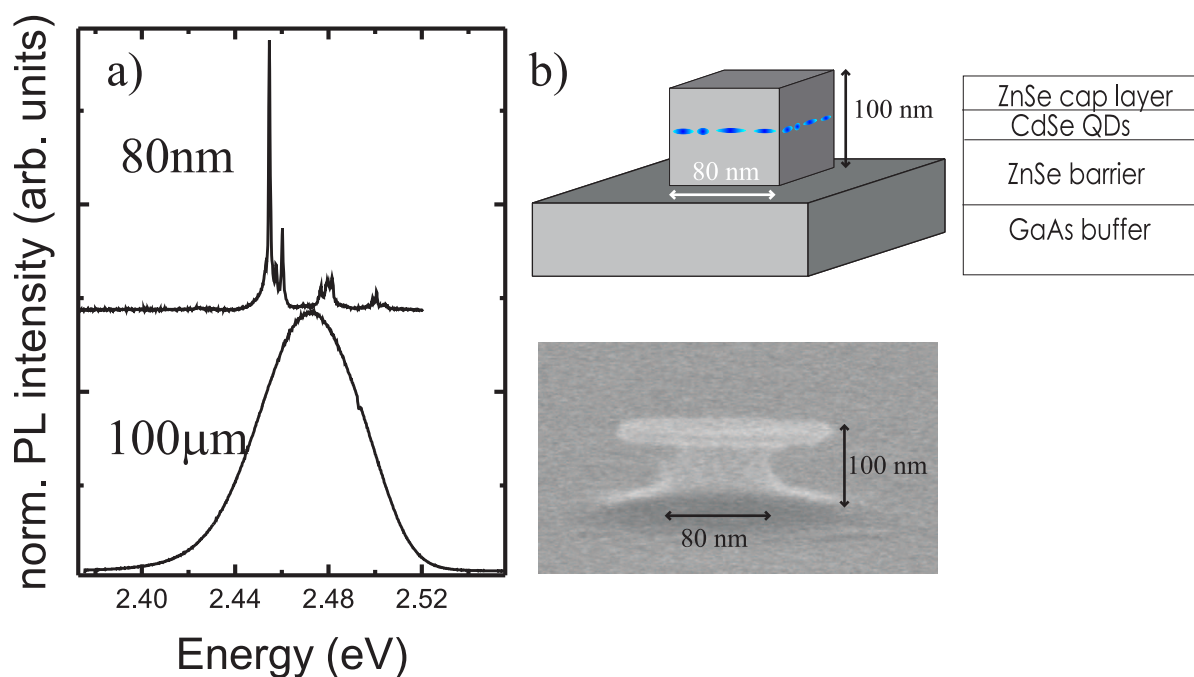 a)
80nm
100μm
norm. PL intensity (arb. units)
2.40 2.44 2.48 2.52
Energy (eV)
b)
100 nm
80 nm
ZnSe cap layer
CdSe QDs
ZnSe barrier
GaAs buffer
100 nm
80 nm